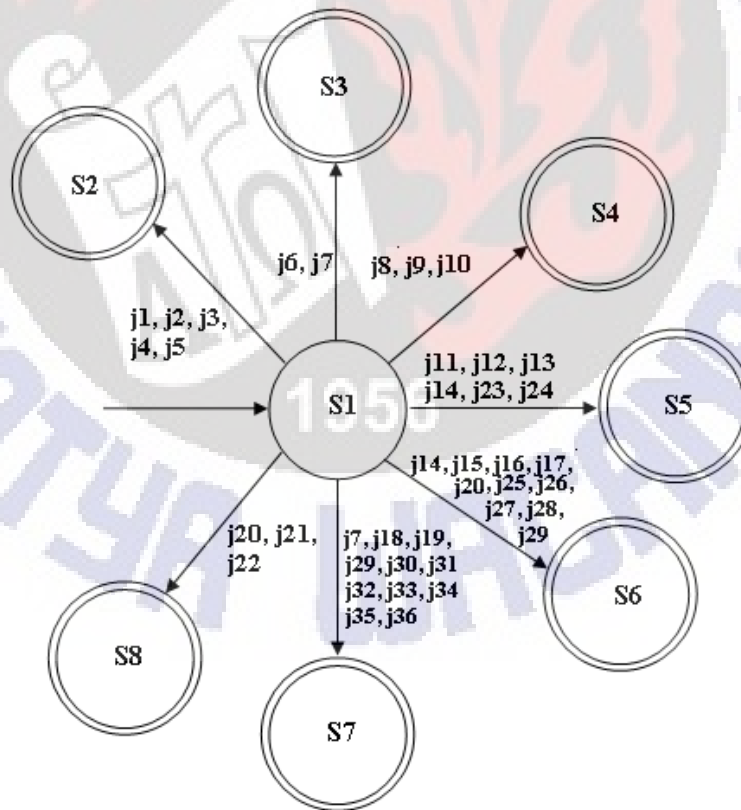 S3
S2
S4
j6, j7
j8, j9, j10
j1, j2, j3,
j4, j5
j11, j12, j13
j14, j23, j24
S1
1956
S5
j14, j15, j16, j17,
j20, j25, j26,
j27, j28,
j29
j20, j21,
j22
j7, j18, j19,
j29, j30, j31
j32, j33, j34
j35, j36
S6
S8
S7